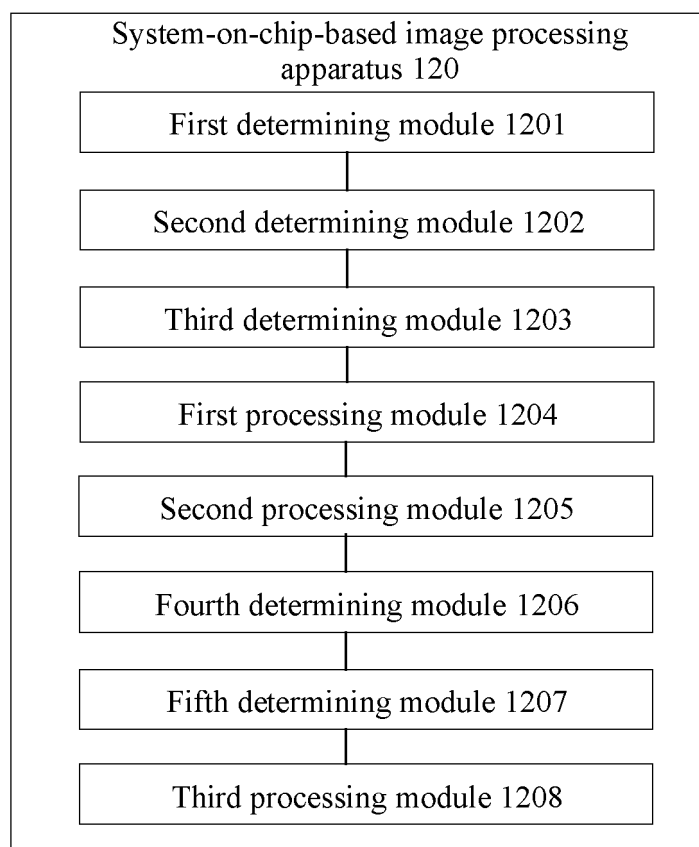 System-on-chip-based image processing
apparatus 120
First determining module 1201
Second determining module 1202
Third determining module 1203
First processing module 1204
Second processing module 1205
Fourth determining module 1206
Fifth determining module 1207
Third processing module 1208